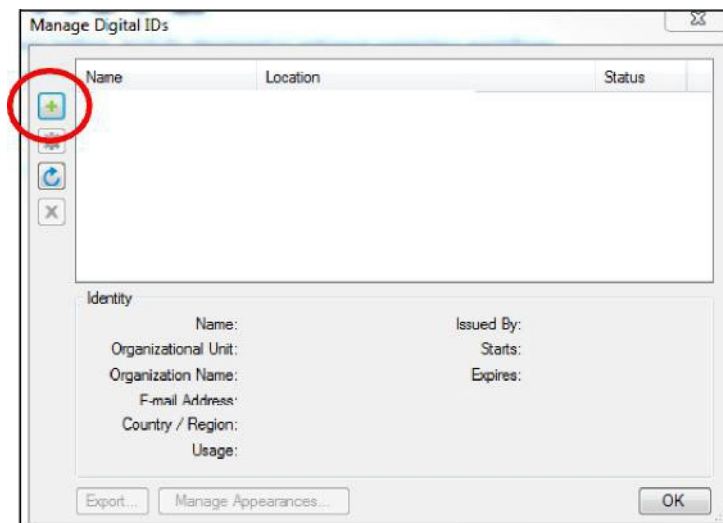 Manage Digital IDs
Name Location Status
Identity
Name: Issued By:
Organizational Unit: Starts:
Organization Name: Expires:
E-mail Address:
Country / Region:
Usage:
Export... Manage Appearances... OK